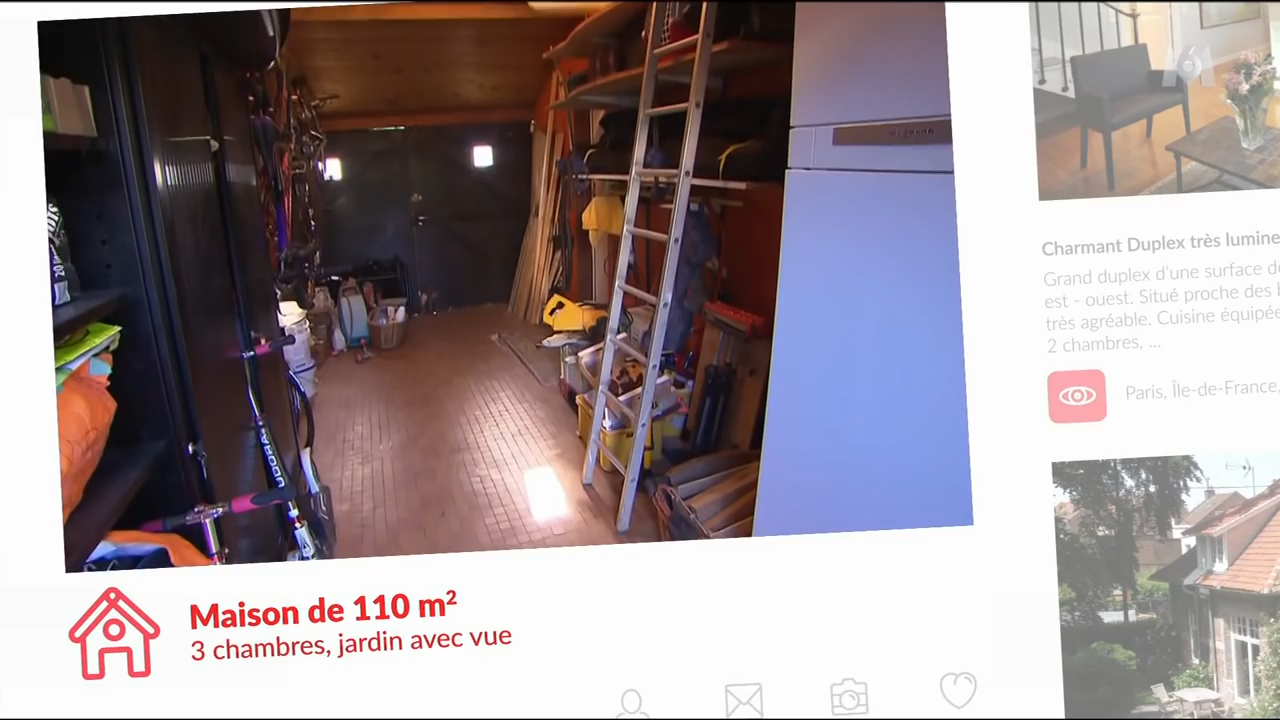 Maison de 110 m²
3 chambres, jardin avec vue
M6
Charmant Duplex très lumine
Grand duplex d'une surface d
est - ouest. Situé proche des
très agréable. Cuisine équipée
2 chambres, ...
Paris, Île-de-France,